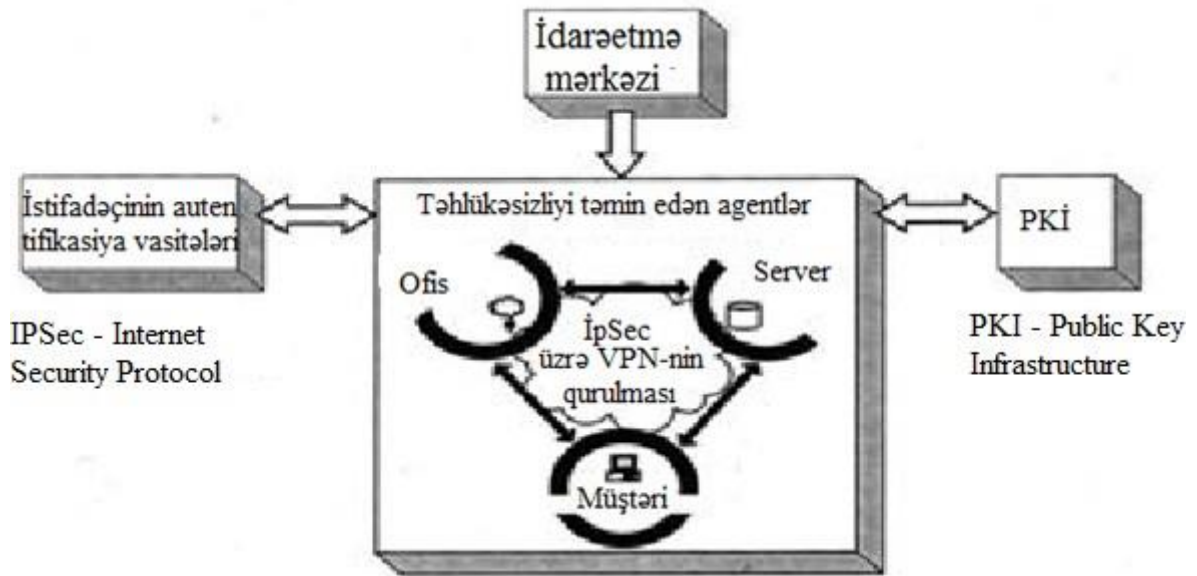 İdarəetmə
mərkəzi
İstifadəçinin auten
tifikasiya vasitələri
Təhlükəsizliyi təmin edən agentlər
PKİ
Ofis
Server
İpSec
üzrə VPN-nin
qurulması
Müştəri
IPSec - Internet
Security Protocol
PKI - Public Key
Infrastructure